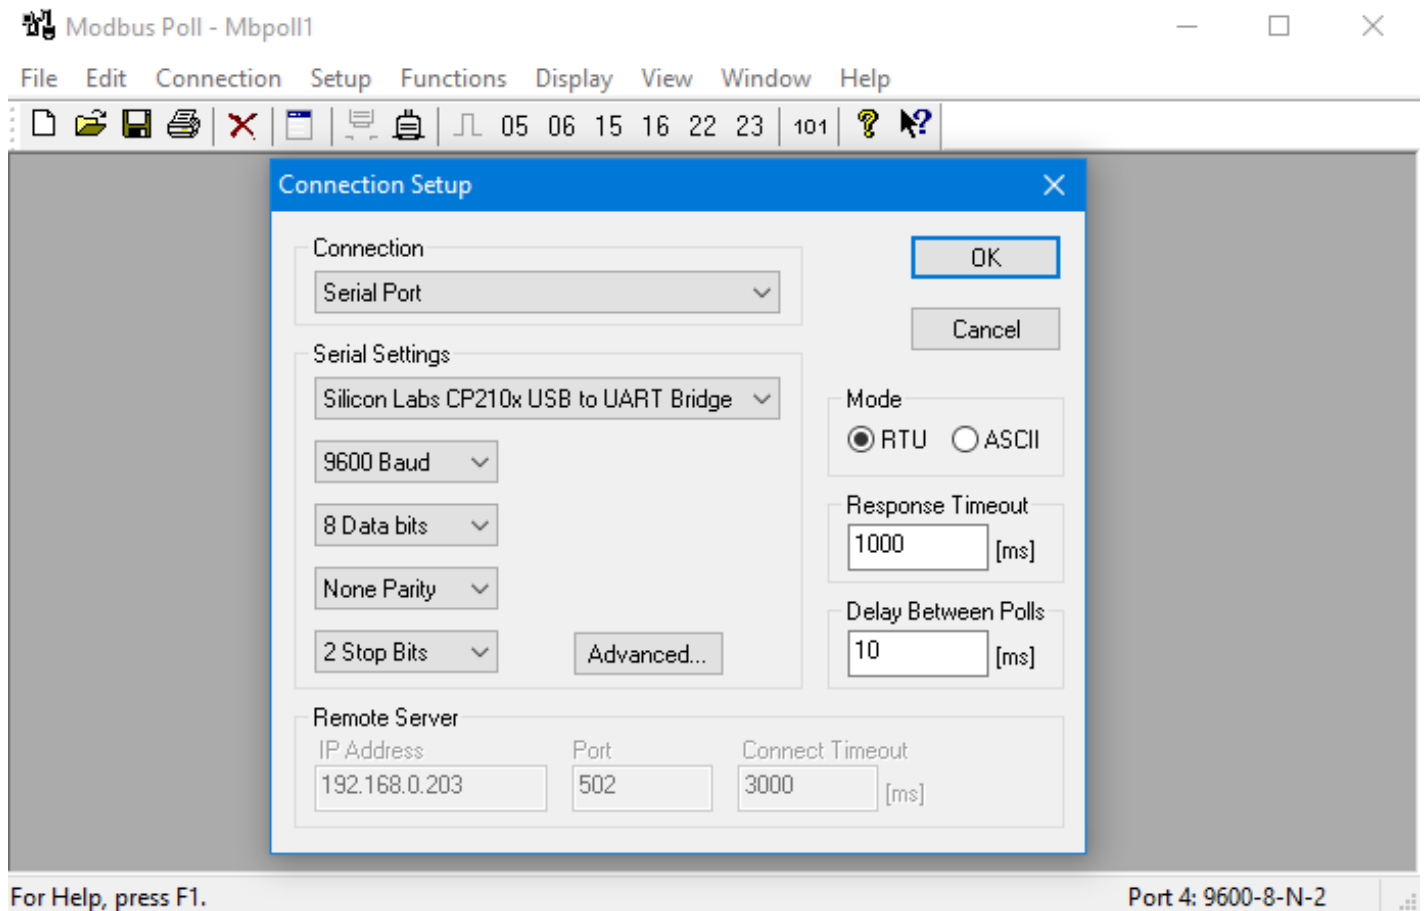 Modbus Poll - Mbpoll1
File Edit Connection Setup Functions Display View Window Help
05 06 15 16 22 23 101
Connection Setup
Connection
OK
Serial Port
Cancel
Serial Settings
Silicon Labs CP210x USB to UART Bridge
Mode
RTU ASCII
9600 Baud
Response Timeout
8 Data bits
1000 [ms]
None Parity
Delay Between Polls
2 Stop Bits
Advanced...
10 [ms]
Remote Server
IP Address Port Connect Timeout
192.168.0.203 502 3000 [ms]
For Help, press F1. Port 4: 9600-8-N-2